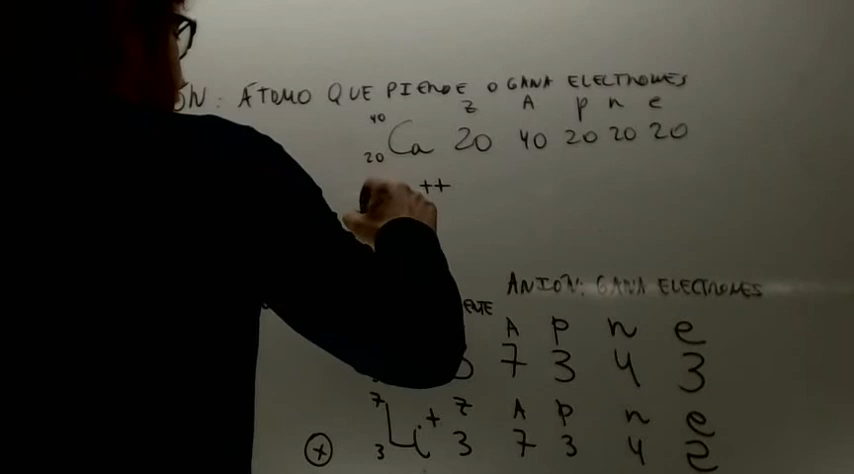 ÓN: ÁTOMO QUE PIERDE O GANA ELECTRONES
Z A p n e
40
20 Ca 20 40 20 20 20
++
ANIÓN: GANA ELECTRONES
A p n e
7 3 4 3
7 Z A p n e
3 Li + 3 7 3 4 2
+